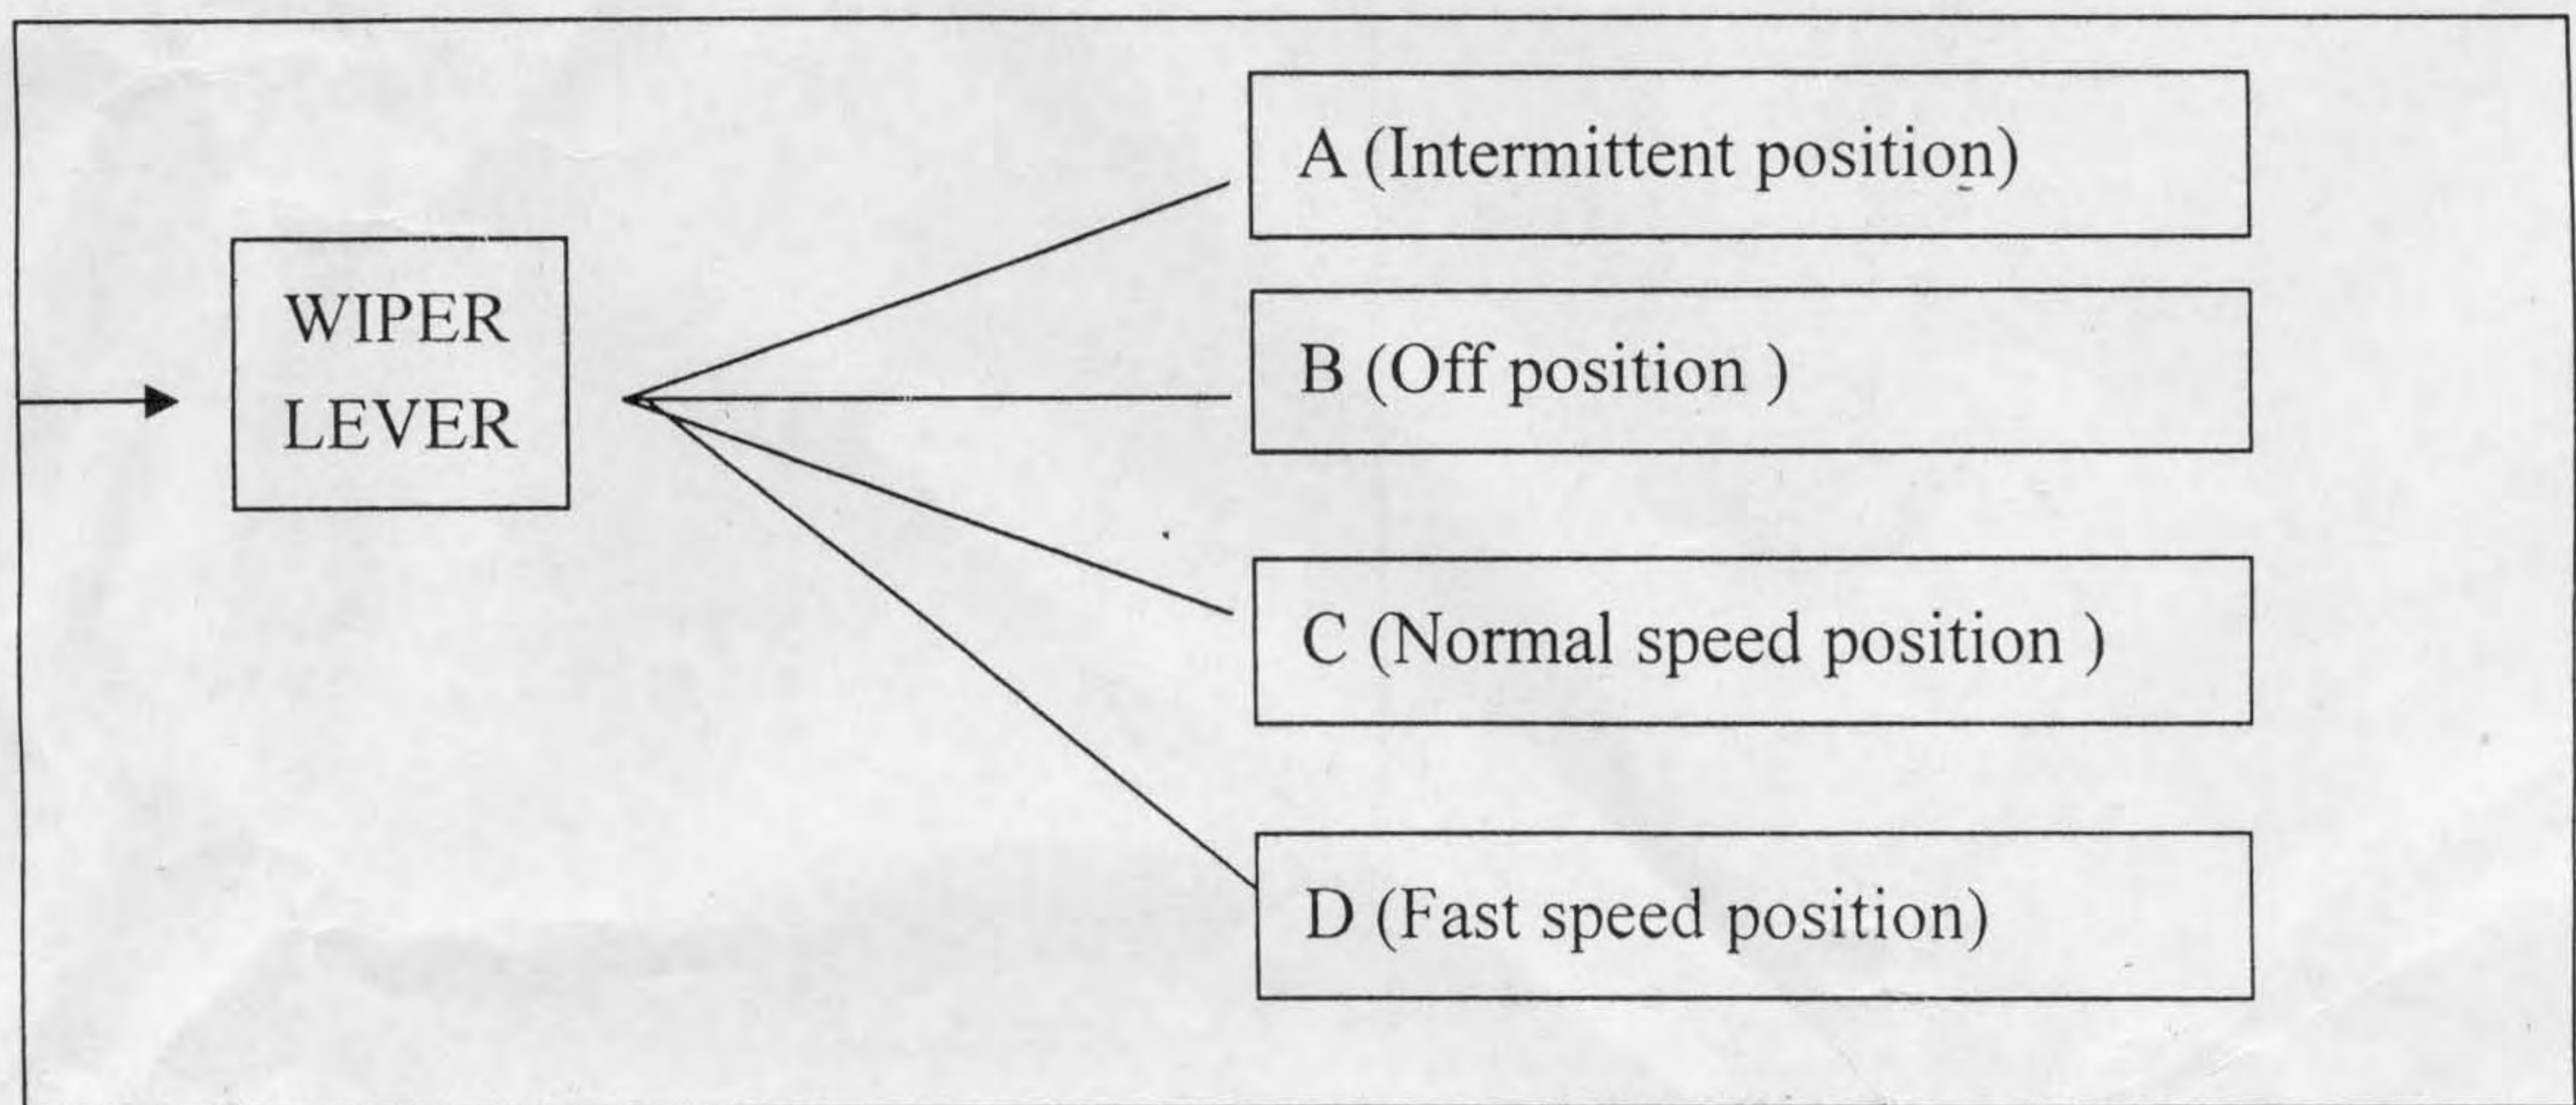 WIPER
LEVER
A (Intermittent position)
B (Off position )
C (Normal speed position )
D (Fast speed position)